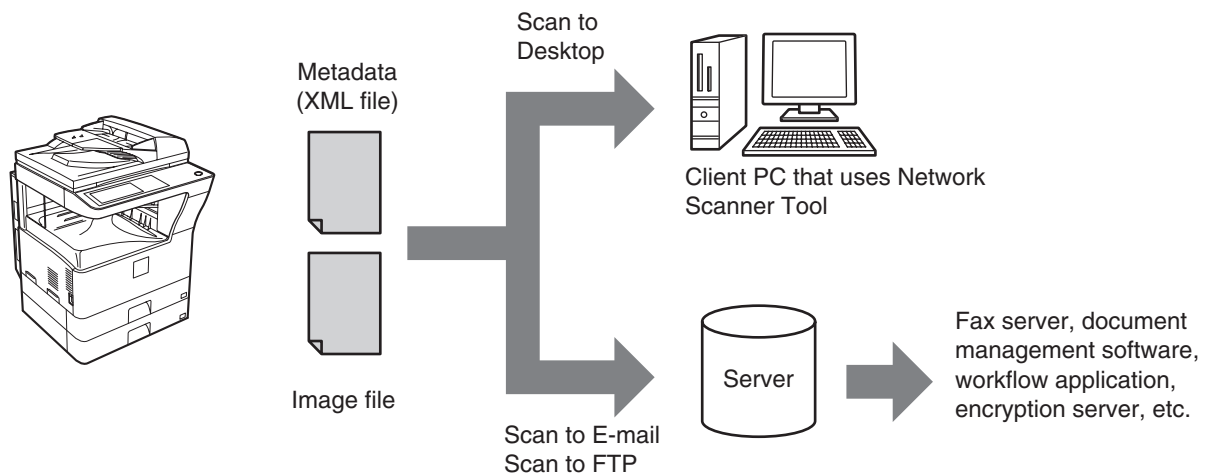 Scan to
Desktop
Metadata
(XML file)
Client PC that uses Network
Scanner Tool
Image file
Scan to E-mail
Scan to FTP
Server
Fax server, document
management software,
workflow application,
encryption server, etc.